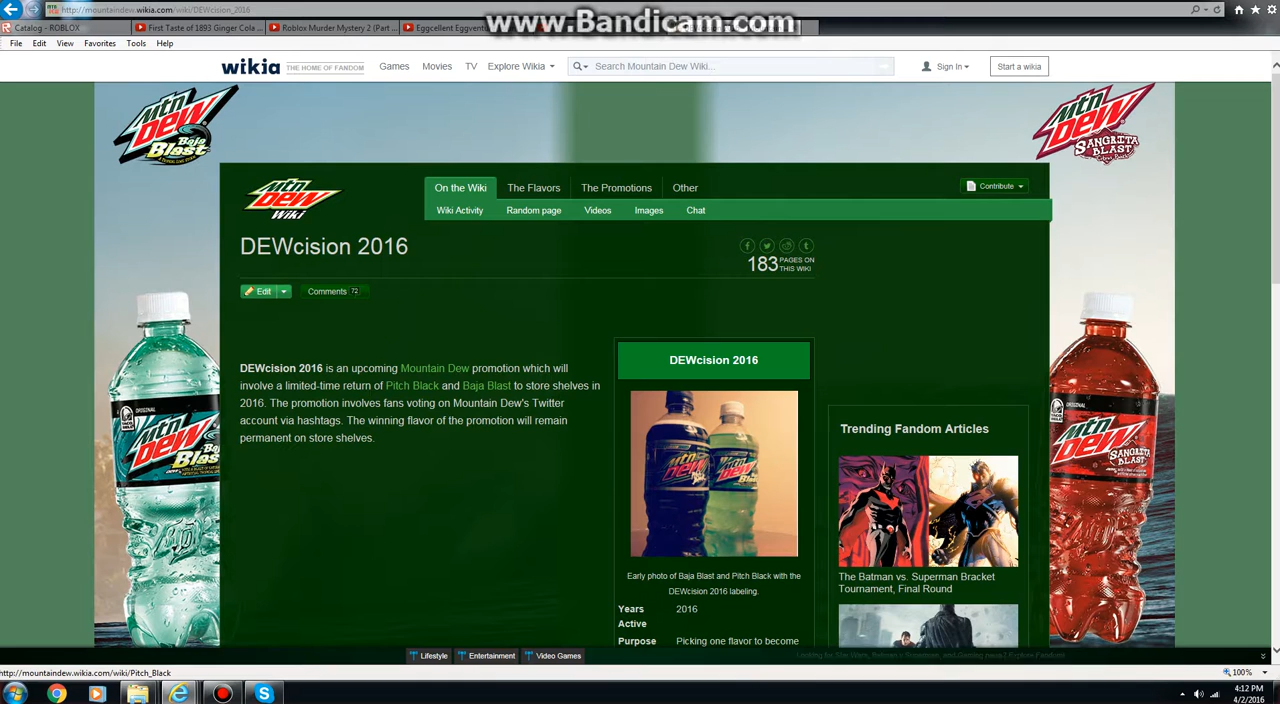 www.Bandicam.com
http://mountaindew.wikia.com/wiki/DEWcision_2016
Catalog - ROBLOX
First Taste of 1893 Ginger Cola ...
Roblox Murder Mystery 2 (Part ...
Eggcellent Eggventu
File Edit View Favorites Tools Help
wikia THE HOME OF FANDOM Games Movies TV Explore Wikia Search Mountain Dew Wiki... Sign In Start a wikia
Mtn DEW Baja Blast
Mtn DEW SANGRITA BLAST
Mtn DEW Wiki
On the Wiki The Flavors The Promotions Other Contribute
Wiki Activity Random page Videos Images Chat
DEWcision 2016
183 PAGES ON THIS WIKI
Edit Comments 72
DEWcision 2016 is an upcoming Mountain Dew promotion which will
involve a limited-time return of Pitch Black and Baja Blast to store shelves in
2016. The promotion involves fans voting on Mountain Dew's Twitter
account via hashtags. The winning flavor of the promotion will remain
permanent on store shelves.
DEWcision 2016
Early photo of Baja Blast and Pitch Black with the
DEWcision 2016 labeling.
Years Active 2016
Purpose Picking one flavor to become
Trending Fandom Articles
The Batman vs. Superman Bracket
Tournament, Final Round
ORIGINAL
Mtn DEW Baja Blast
ORIGINAL
Mtn DEW SANGRITA BLAST
Lifestyle Entertainment Video Games
http://mountaindew.wikia.com/wiki/Pitch_Black
100%
4:12 PM
4/2/2016